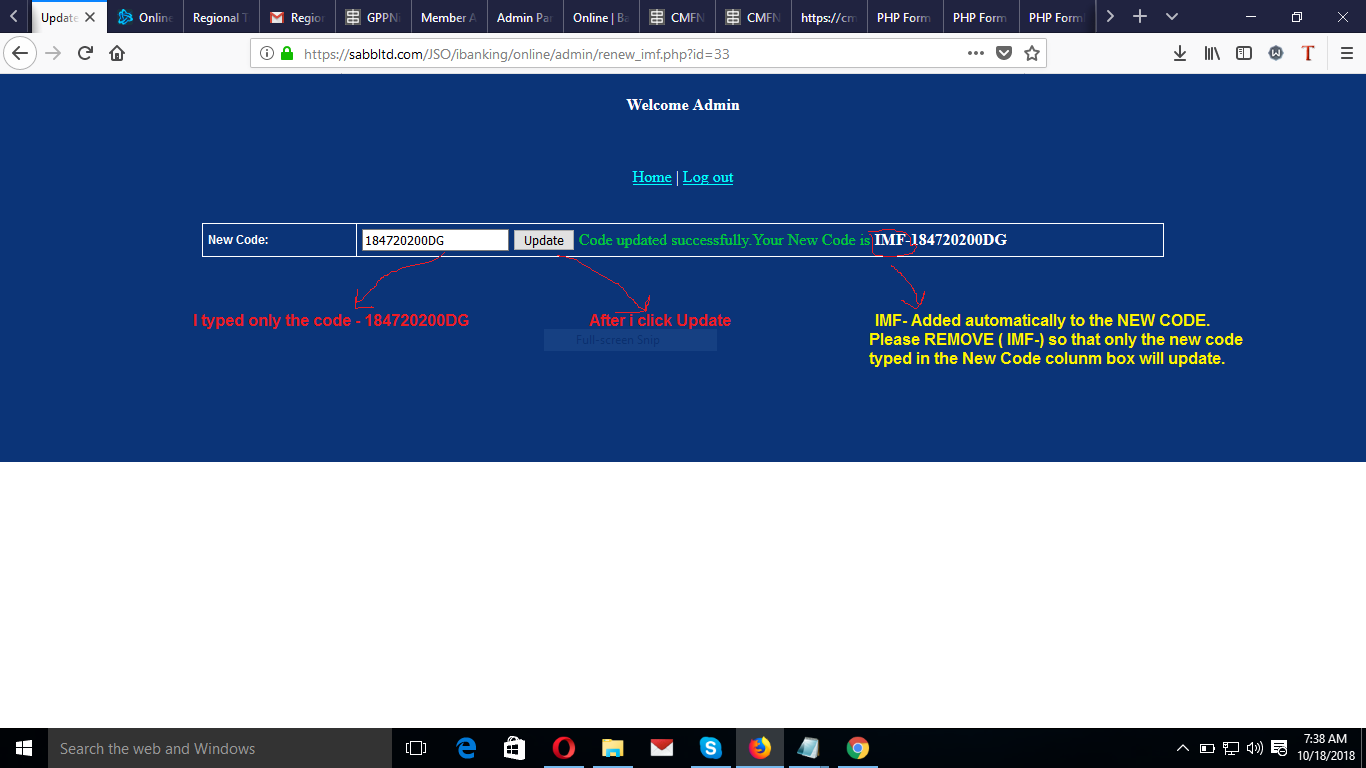 Update
Online
Regional T
Region
GPPNi
Member A
Admin Par
Online | Ba
CMFN
CMFN
https://cm
PHP Form
PHP Form
PHP Form
https://sabbltd.com/JSO/ibanking/online/admin/renew_imf.php?id=33
Welcome Admin
Home | Log out
New Code: 184720200DG Update Code updated successfully.Your New Code is IMF-184720200DG
I typed only the code - 184720200DG
After i click Update
IMF- Added automatically to the NEW CODE.
Please REMOVE ( IMF-) so that only the new code
typed in the New Code colunm box will update.
Full-screen Snip
Search the web and Windows
7:38 AM
10/18/2018